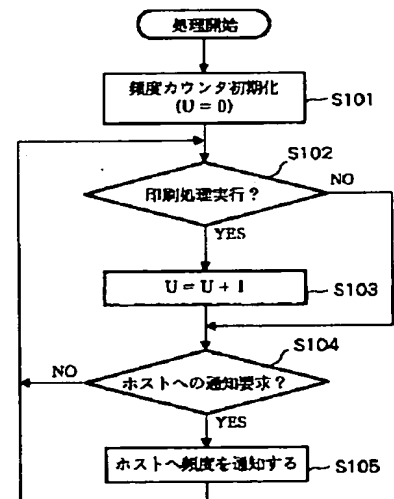 処理開始
頻度カウンタ初期化
(U = 0)
S101
S102
印刷処理実行？
NO
YES
U = U + 1
S103
S104
ホストへの通知要求？
NO
YES
ホストへ頻度を通知する
S105